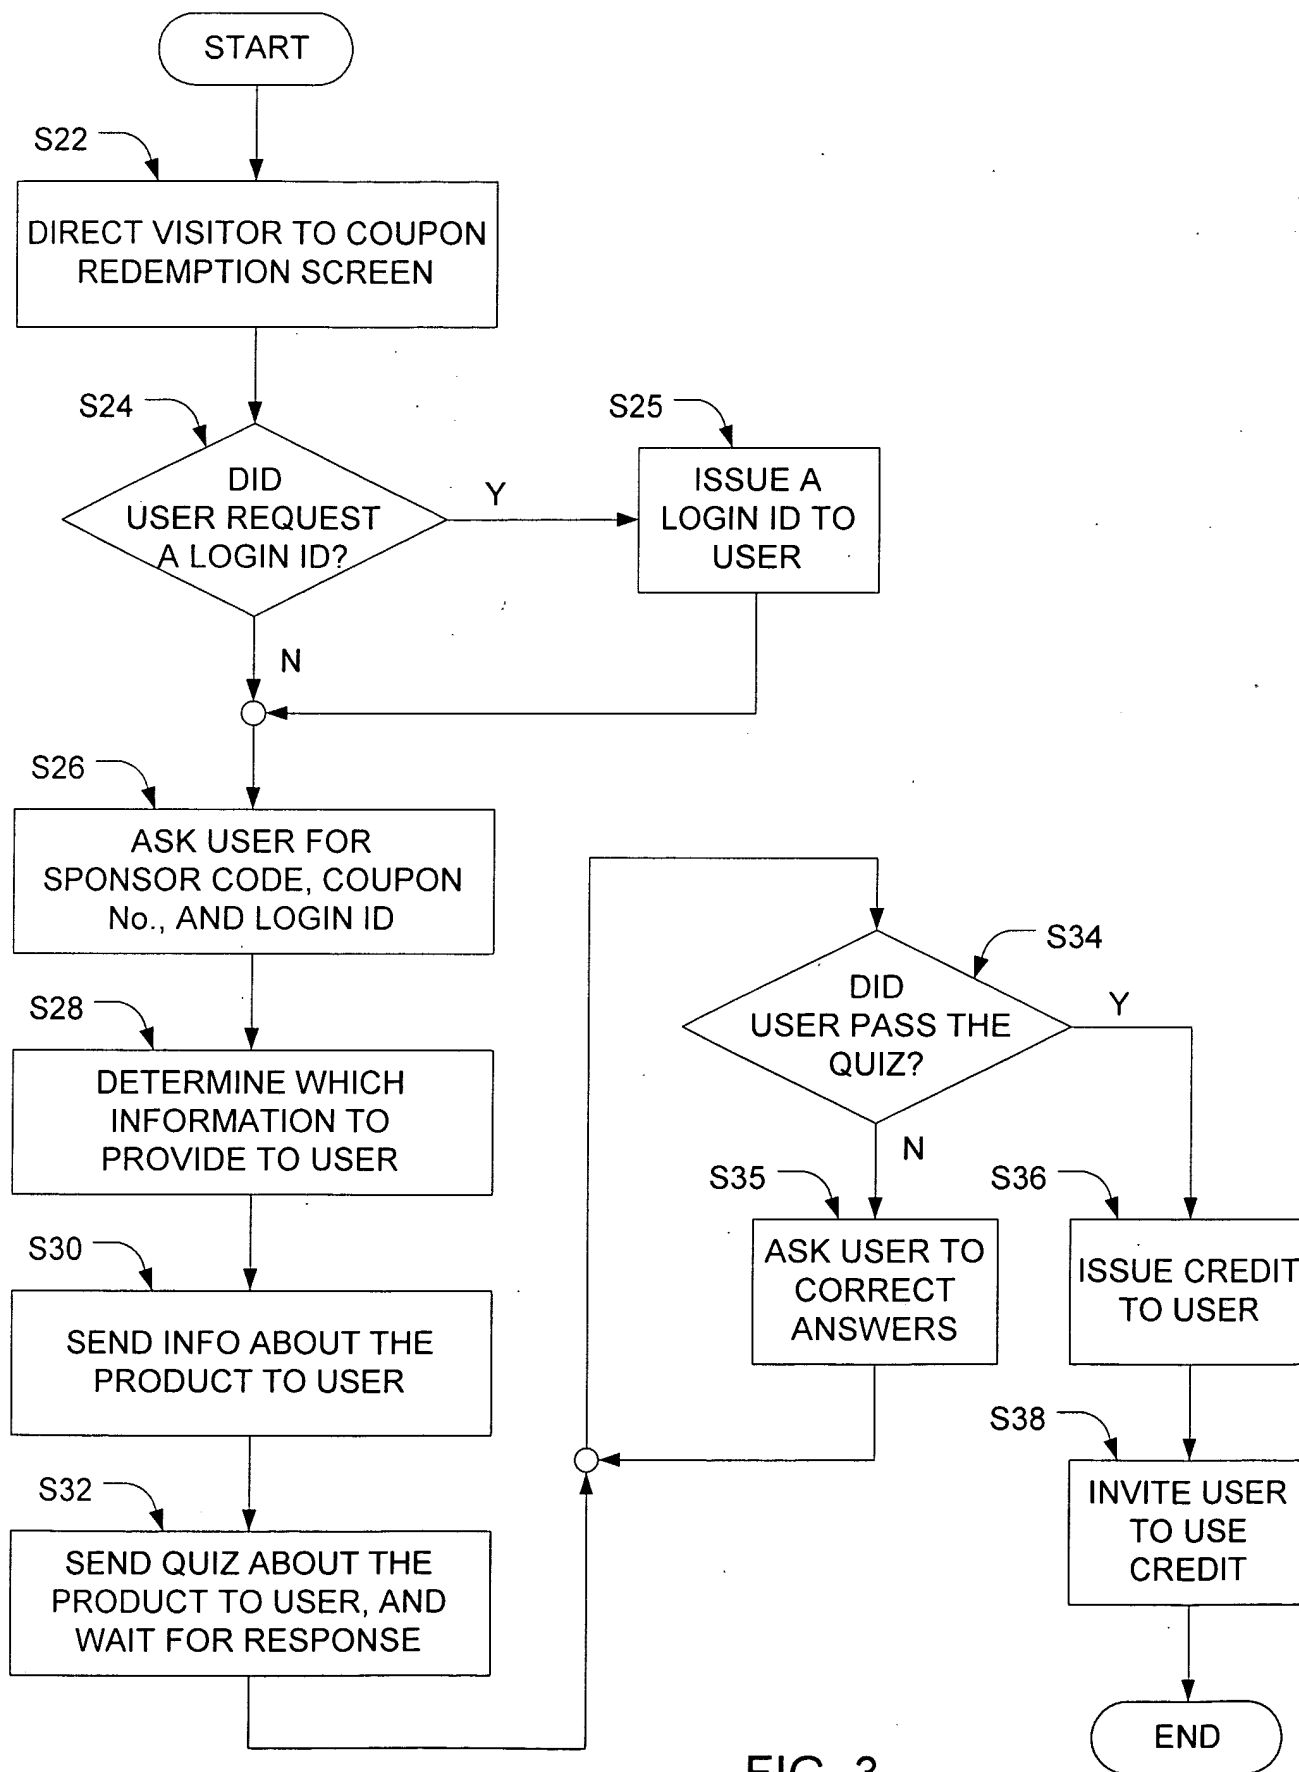 START
S22
DIRECT VISITOR TO COUPON
REDEMPTION SCREEN
S24
DID
USER REQUEST
A LOGIN ID?
Y
N
S25
ISSUE A
LOGIN ID TO
USER
S26
ASK USER FOR
SPONSOR CODE, COUPON
No., AND LOGIN ID
S28
DETERMINE WHICH
INFORMATION TO
PROVIDE TO USER
S30
SEND INFO ABOUT THE
PRODUCT TO USER
S32
SEND QUIZ ABOUT THE
PRODUCT TO USER, AND
WAIT FOR RESPONSE
S34
DID
USER PASS THE
QUIZ?
Y
N
S35
ASK USER TO
CORRECT
ANSWERS
S36
ISSUE CREDIT
TO USER
S38
INVITE USER
TO USE
CREDIT
END
FIG. 3